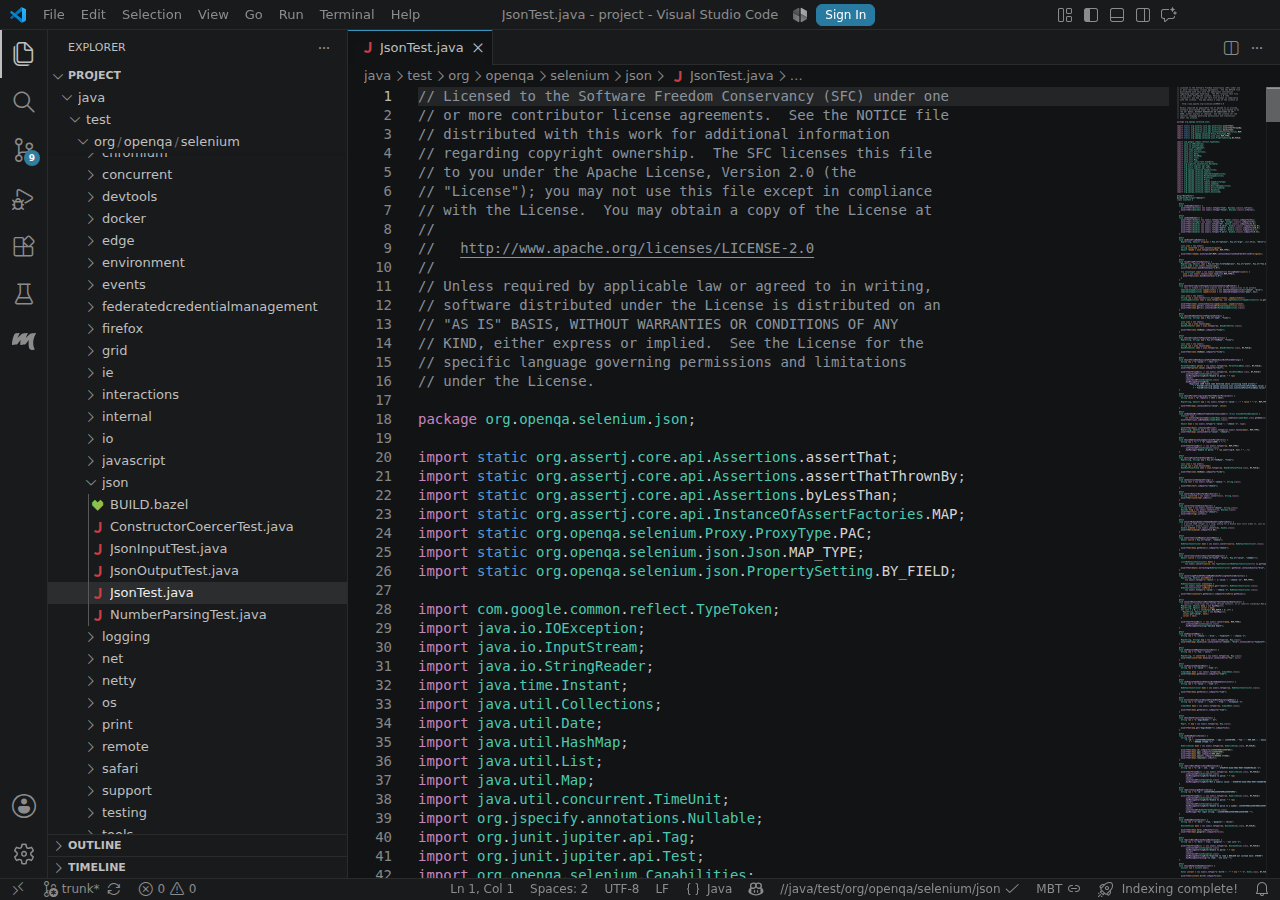 File Edit Selection View Go Run Terminal Help JsonTest.java - project - Visual Studio Code Sign In
EXPLORER
PROJECT
java
test
org/openqa/selenium
chromium
concurrent
devtools
docker
edge
environment
events
federatedcredentialmanagement
firefox
grid
ie
interactions
internal
io
javascript
json
BUILD.bazel
ConstructorCoercerTest.java
JsonInputTest.java
JsonOutputTest.java
JsonTest.java
NumberParsingTest.java
logging
net
netty
os
print
remote
safari
support
testing
tools
OUTLINE
TIMELINE
9
JsonTest.java
java > test > org > openqa > selenium > json > JsonTest.java > ...
1 // Licensed to the Software Freedom Conservancy (SFC) under one
2 // or more contributor license agreements.  See the NOTICE file
3 // distributed with this work for additional information
4 // regarding copyright ownership.  The SFC licenses this file
5 // to you under the Apache License, Version 2.0 (the
6 // "License"); you may not use this file except in compliance
7 // with the License.  You may obtain a copy of the License at
8 //
9 //   http://www.apache.org/licenses/LICENSE-2.0
10 //
11 // Unless required by applicable law or agreed to in writing,
12 // software distributed under the License is distributed on an
13 // "AS IS" BASIS, WITHOUT WARRANTIES OR CONDITIONS OF ANY
14 // KIND, either express or implied.  See the License for the
15 // specific language governing permissions and limitations
16 // under the License.
17
18 package org.openqa.selenium.json;
19
20 import static org.assertj.core.api.Assertions.assertThat;
21 import static org.assertj.core.api.Assertions.assertThatThrownBy;
22 import static org.assertj.core.api.Assertions.byLessThan;
23 import static org.assertj.core.api.InstanceOfAssertFactories.MAP;
24 import static org.openqa.selenium.Proxy.ProxyType.PAC;
25 import static org.openqa.selenium.json.Json.MAP_TYPE;
26 import static org.openqa.selenium.json.PropertySetting.BY_FIELD;
27
28 import com.google.common.reflect.TypeToken;
29 import java.io.IOException;
30 import java.io.InputStream;
31 import java.io.StringReader;
32 import java.time.Instant;
33 import java.util.Collections;
34 import java.util.Date;
35 import java.util.HashMap;
36 import java.util.List;
37 import java.util.Map;
38 import java.util.concurrent.TimeUnit;
39 import org.jspecify.annotations.Nullable;
40 import org.junit.jupiter.api.Tag;
41 import org.junit.jupiter.api.Test;
42 import org.openqa.selenium.Capabilities;
trunk* 0 0 Ln 1, Col 1 Spaces: 2 UTF-8 LF { } Java //java/test/org/openqa/selenium/json MBT Indexing complete!